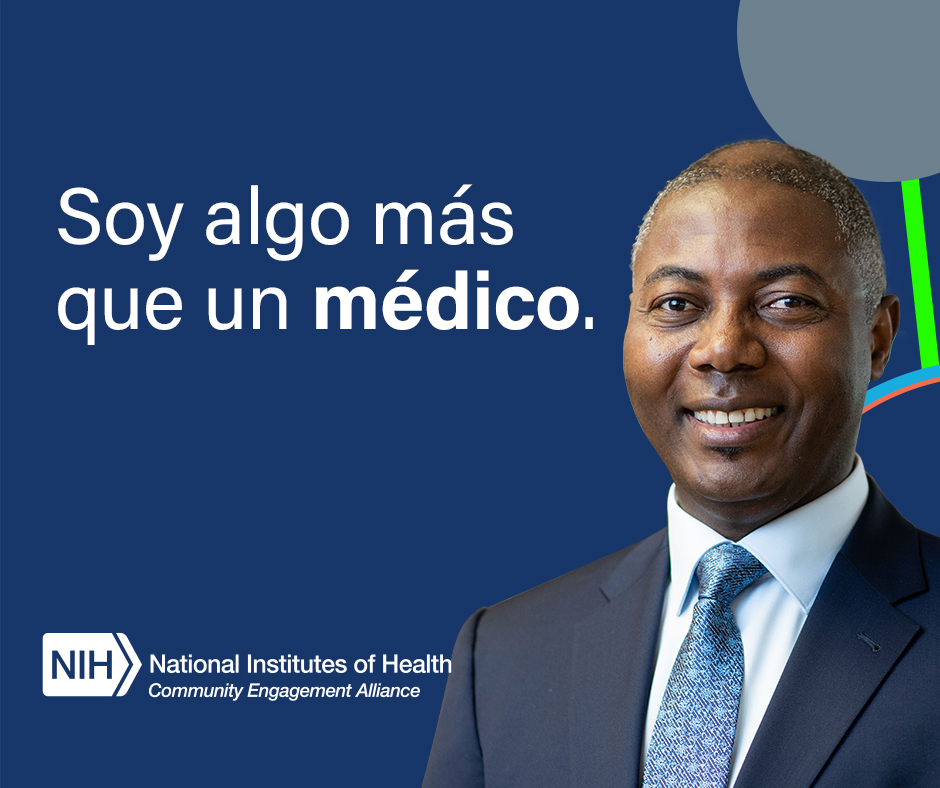 Soy algo más
que un médico.
NIH
National Institutes of Health
Community Engagement Alliance